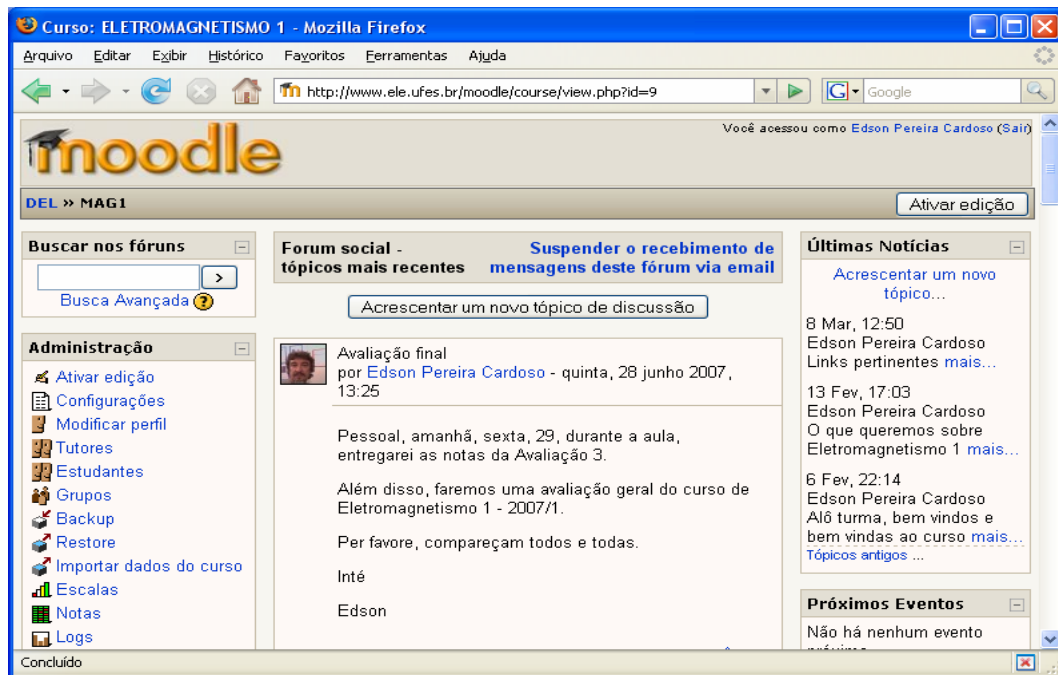 Curso: ELETROMAGNETISMO 1 - Mozilla Firefox
Arquivo Editar Exibir Histórico Favoritos Ferramentas Ajuda
http://www.ele.ufes.br/moodle/course/view.php?id=9
G Google
moodle
Você acessou como Edson Pereira Cardoso (Sair)
DEL » MAG1
Ativar edição
Buscar nos fóruns
>
Busca Avançada ?
Administração
Ativar edição
Configurações
Modificar perfil
Tutores
Estudantes
Grupos
Backup
Restore
Importar dados do curso
Escalas
Notas
Logs
Forum social -
tópicos mais recentes
Suspender o recebimento de
mensagens deste fórum via email
Acrescentar um novo tópico de discussão
Avaliação final
por Edson Pereira Cardoso - quinta, 28 junho 2007,
13:25
Pessoal, amanhã, sexta, 29, durante a aula,
entregarei as notas da Avaliação 3.
Além disso, faremos uma avaliação geral do curso de
Eletromagnetismo 1 - 2007/1.
Per favore, compareçam todos e todas.
Inté
Edson
Últimas Notícias
Acrescentar um novo
tópico...
8 Mar, 12:50
Edson Pereira Cardoso
Links pertinentes mais...
13 Fev, 17:03
Edson Pereira Cardoso
O que queremos sobre
Eletromagnetismo 1 mais...
6 Fev, 22:14
Edson Pereira Cardoso
Alô turma, bem vindos e
bem vindas ao curso mais...
Tópicos antigos ...
Próximos Eventos
Não há nenhum evento
Concluído